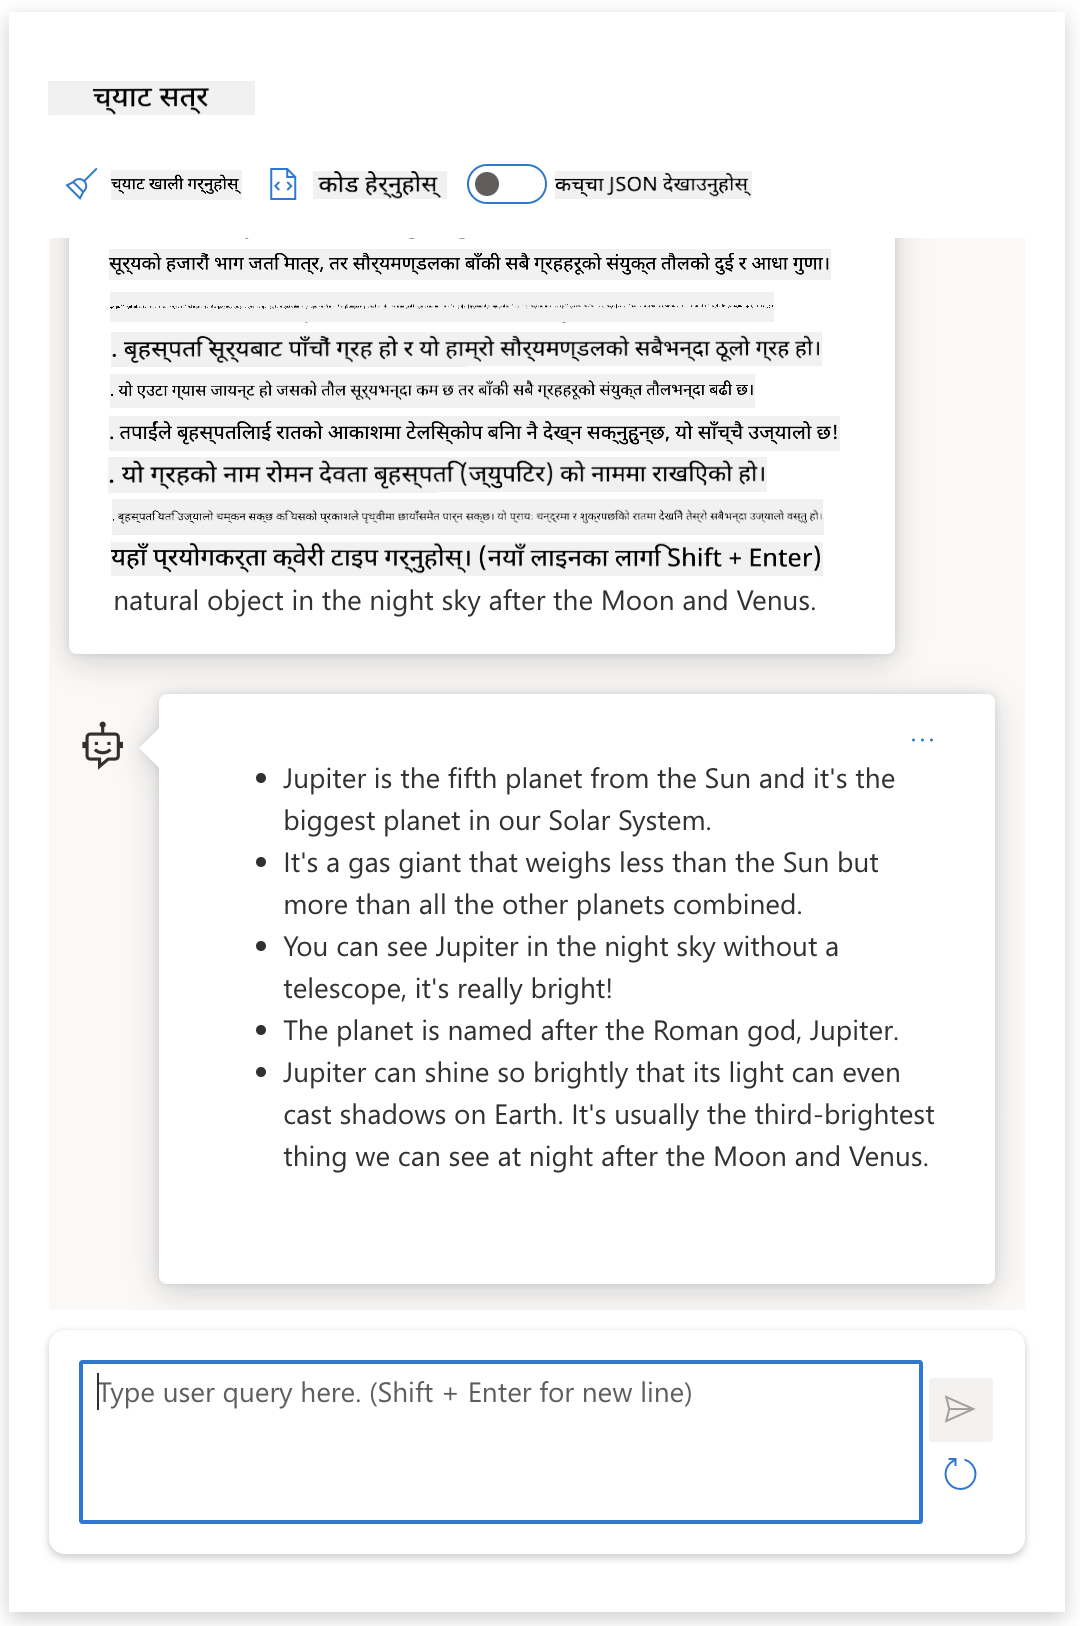 च्याट सत्र
च्याट खाली गर्नुहोस्
कोड हेर्नुहोस्
कच्चा JSON देखाउनुहोस्
सूर्यको हजारौं भाग जति मात्र, तर सौर्यमण्डलका बाँकी सबै ग्रहहरूको संयुक्त तौलको दुई र आधा गुणा।
. बृहस्पति सूर्यबाट पाँचौं ग्रह हो र यो हाम्रो सौर्यमण्डलको सबैभन्दा ठूलो ग्रह हो।
. यो एउटा ग्यास जायन्ट हो जसको तौल सूर्यभन्दा कम छ तर बाँकी सबै ग्रहहरूको संयुक्त तौलभन्दा बढी छ।
. तपाईंले बृहस्पतिलाई रातको आकाशमा टेलिस्कोप बिना नै देख्न सक्नुहुन्छ, यो साँच्चै उज्यालो छ!
. यो ग्रहको नाम रोमन देवता बृहस्पति (ज्युपिटर) को नाममा राखिएको हो।
. बृहस्पति यति उज्यालो चम्कन सक्छ कि यसको प्रकाशले पृथ्वीमा छायाँसमेत पार्न सक्छ। यो प्रायः चन्द्रमा र शुक्रपछिको रातमा देखिने तेस्रो सबैभन्दा उज्यालो वस्तु हो।
यहाँ प्रयोगकर्ता क्वेरी टाइप गर्नुहोस्। (नयाँ लाइनका लागि Shift + Enter)
natural object in the night sky after the Moon and Venus.
Jupiter is the fifth planet from the Sun and it's the
biggest planet in our Solar System.
It's a gas giant that weighs less than the Sun but
more than all the other planets combined.
You can see Jupiter in the night sky without a
telescope, it's really bright!
The planet is named after the Roman god, Jupiter.
Jupiter can shine so brightly that its light can even
cast shadows on Earth. It's usually the third-brightest
thing we can see at night after the Moon and Venus.
Type user query here. (Shift + Enter for new line)